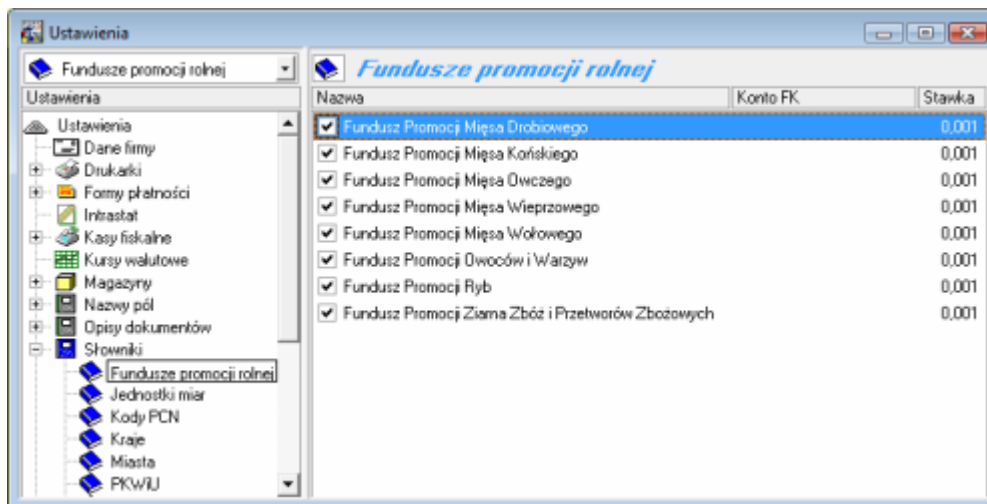 Ustawienia
Fundusze promocji rolnej
Fundusze promocji rolnej
Ustawienia
Ustawienia
Dane firmy
Drukarki
Formy płatności
Intrastat
Kasy fiskalne
Kursy walutowe
Magazyny
Nazwy pól
Opisy dokumentów
Słowniki
Fundusze promocji rolnej
Jednostki miar
Kody PCN
Kraje
Miasta
PKWiU
Nazwa Konto FK Stawka
Fundusz Promocji Mięsa Drobiowego 0,001
Fundusz Promocji Mięsa Końskiego 0,001
Fundusz Promocji Mięsa Owczego 0,001
Fundusz Promocji Mięsa Wieprzowego 0,001
Fundusz Promocji Mięsa Wołowego 0,001
Fundusz Promocji Owoców i Warzyw 0,001
Fundusz Promocji Ryb 0,001
Fundusz Promocji Ziarna Zbóż i Przetworów Zbożowych 0,001